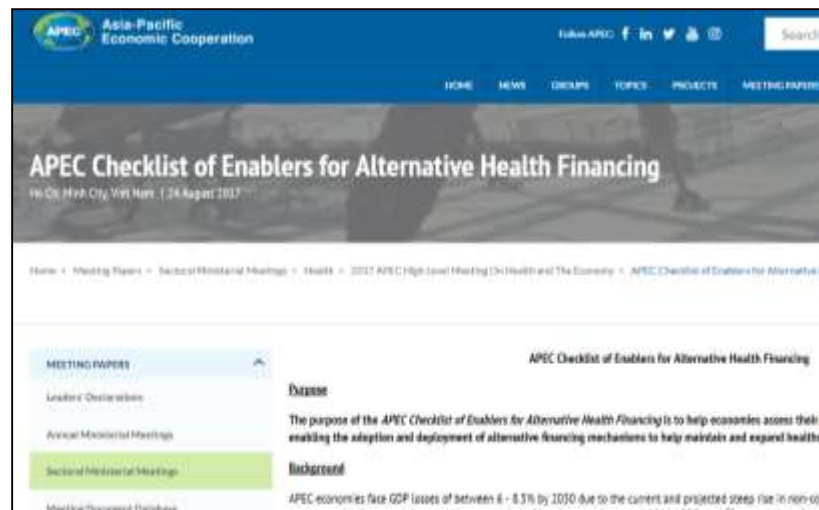 APEC
Asia-Pacific
Economic Cooperation
Follow APEC
Search
HOME NEWS GROUPS TOPICS PROJECTS MEETING PAPERS
APEC Checklist of Enablers for Alternative Health Financing
Ho Chi Minh City, Viet Nam | 24 August 2017
Home > Meeting Papers > Sectoral Ministerial Meetings > Health > 2017 APEC High Level Meeting On Health and The Economy > APEC Checklist of Enablers for Alternative
MEETING PAPERS
Leaders' Declarations
Annual Ministerial Meetings
Sectoral Ministerial Meetings
Meeting Document Database
APEC Checklist of Enablers for Alternative Health Financing
Purpose
The purpose of the APEC Checklist of Enablers for Alternative Health Financing is to help economies assess their
enabling the adoption and deployment of alternative financing mechanisms to help maintain and expand
Background
APEC economies face GDP losses of between 6 - 8.5% by 2030 due to the current and projected steep rise in